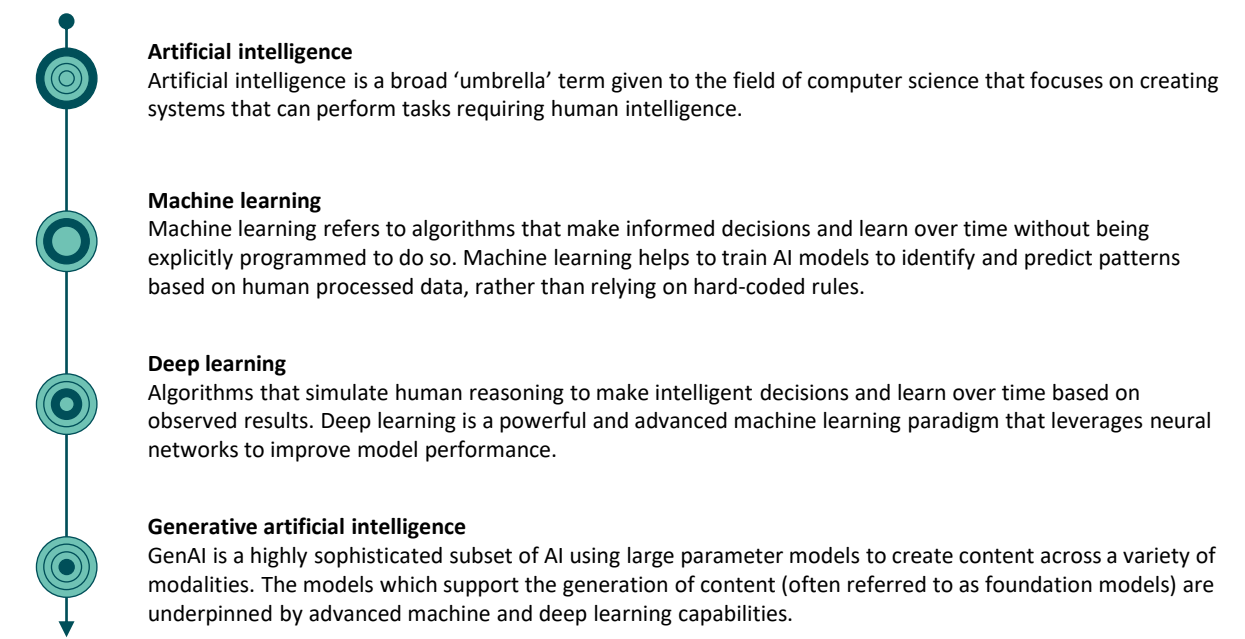 Artificial intelligence
Artificial intelligence is a broad ‘umbrella’ term given to the field of computer science that focuses on creating
systems that can perform tasks requiring human intelligence.
Machine learning
Machine learning refers to algorithms that make informed decisions and learn over time without being
explicitly programmed to do so. Machine learning helps to train AI models to identify and predict patterns
based on human processed data, rather than relying on hard-coded rules.
Deep learning
Algorithms that simulate human reasoning to make intelligent decisions and learn over time based on
observed results. Deep learning is a powerful and advanced machine learning paradigm that leverages neural
networks to improve model performance.
Generative artificial intelligence
GenAI is a highly sophisticated subset of AI using large parameter models to create content across a variety of
modalities. The models which support the generation of content (often referred to as foundation models) are
underpinned by advanced machine and deep learning capabilities.